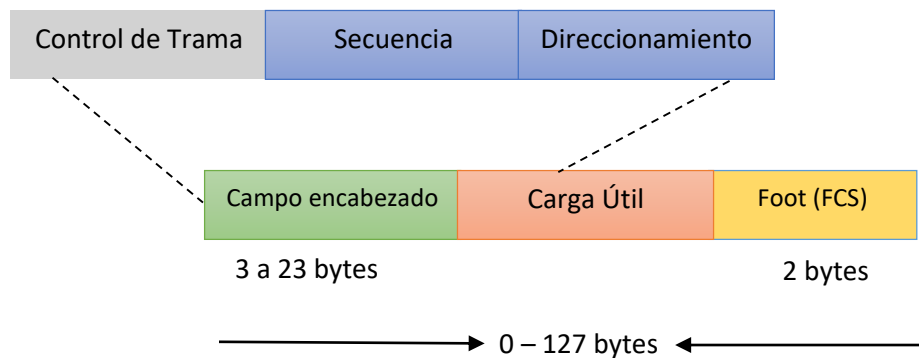 Control de Trama
Secuencia
Direccionamiento
Campo encabezado
Carga Útil
Foot (FCS)
3 a 23 bytes
2 bytes
0 – 127 bytes